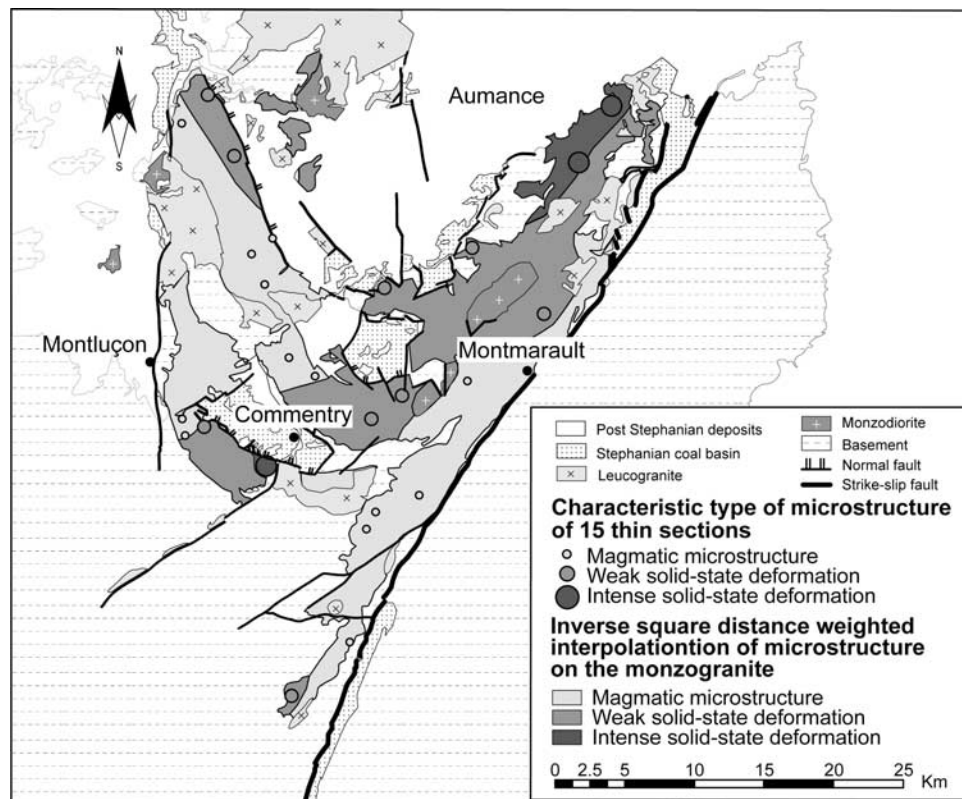 N
S
Aumance
Montluçon
Montmarault
Commentry
Post Stephanian deposits
Stephanian coal basin
Leucogranite
Monzodiorite
Basement
Normal fault
Strike-slip fault
Characteristic type of microstructure
of 15 thin sections
Magmatic microstructure
Weak solid-state deformation
Intense solid-state deformation
Inverse square distance weighted
interpolationtion of microstructure
on the monzogranite
Magmatic microstructure
Weak solid-state deformation
Intense solid-state deformation
0 2.5 5 10 15 20 25
Km